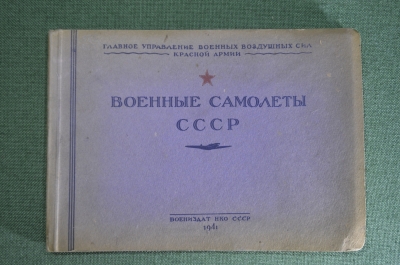 ГЛАВНОЕ УПРАВЛЕНИЕ ВОЕННЫХ ВОЗДУШНЫХ СИЛ
КРАСНОЙ АРМИИ
ВОЕННЫЕ САМОЛЕТЫ
СССР
ВОЕНИЗДАТ НКО СССР
1941